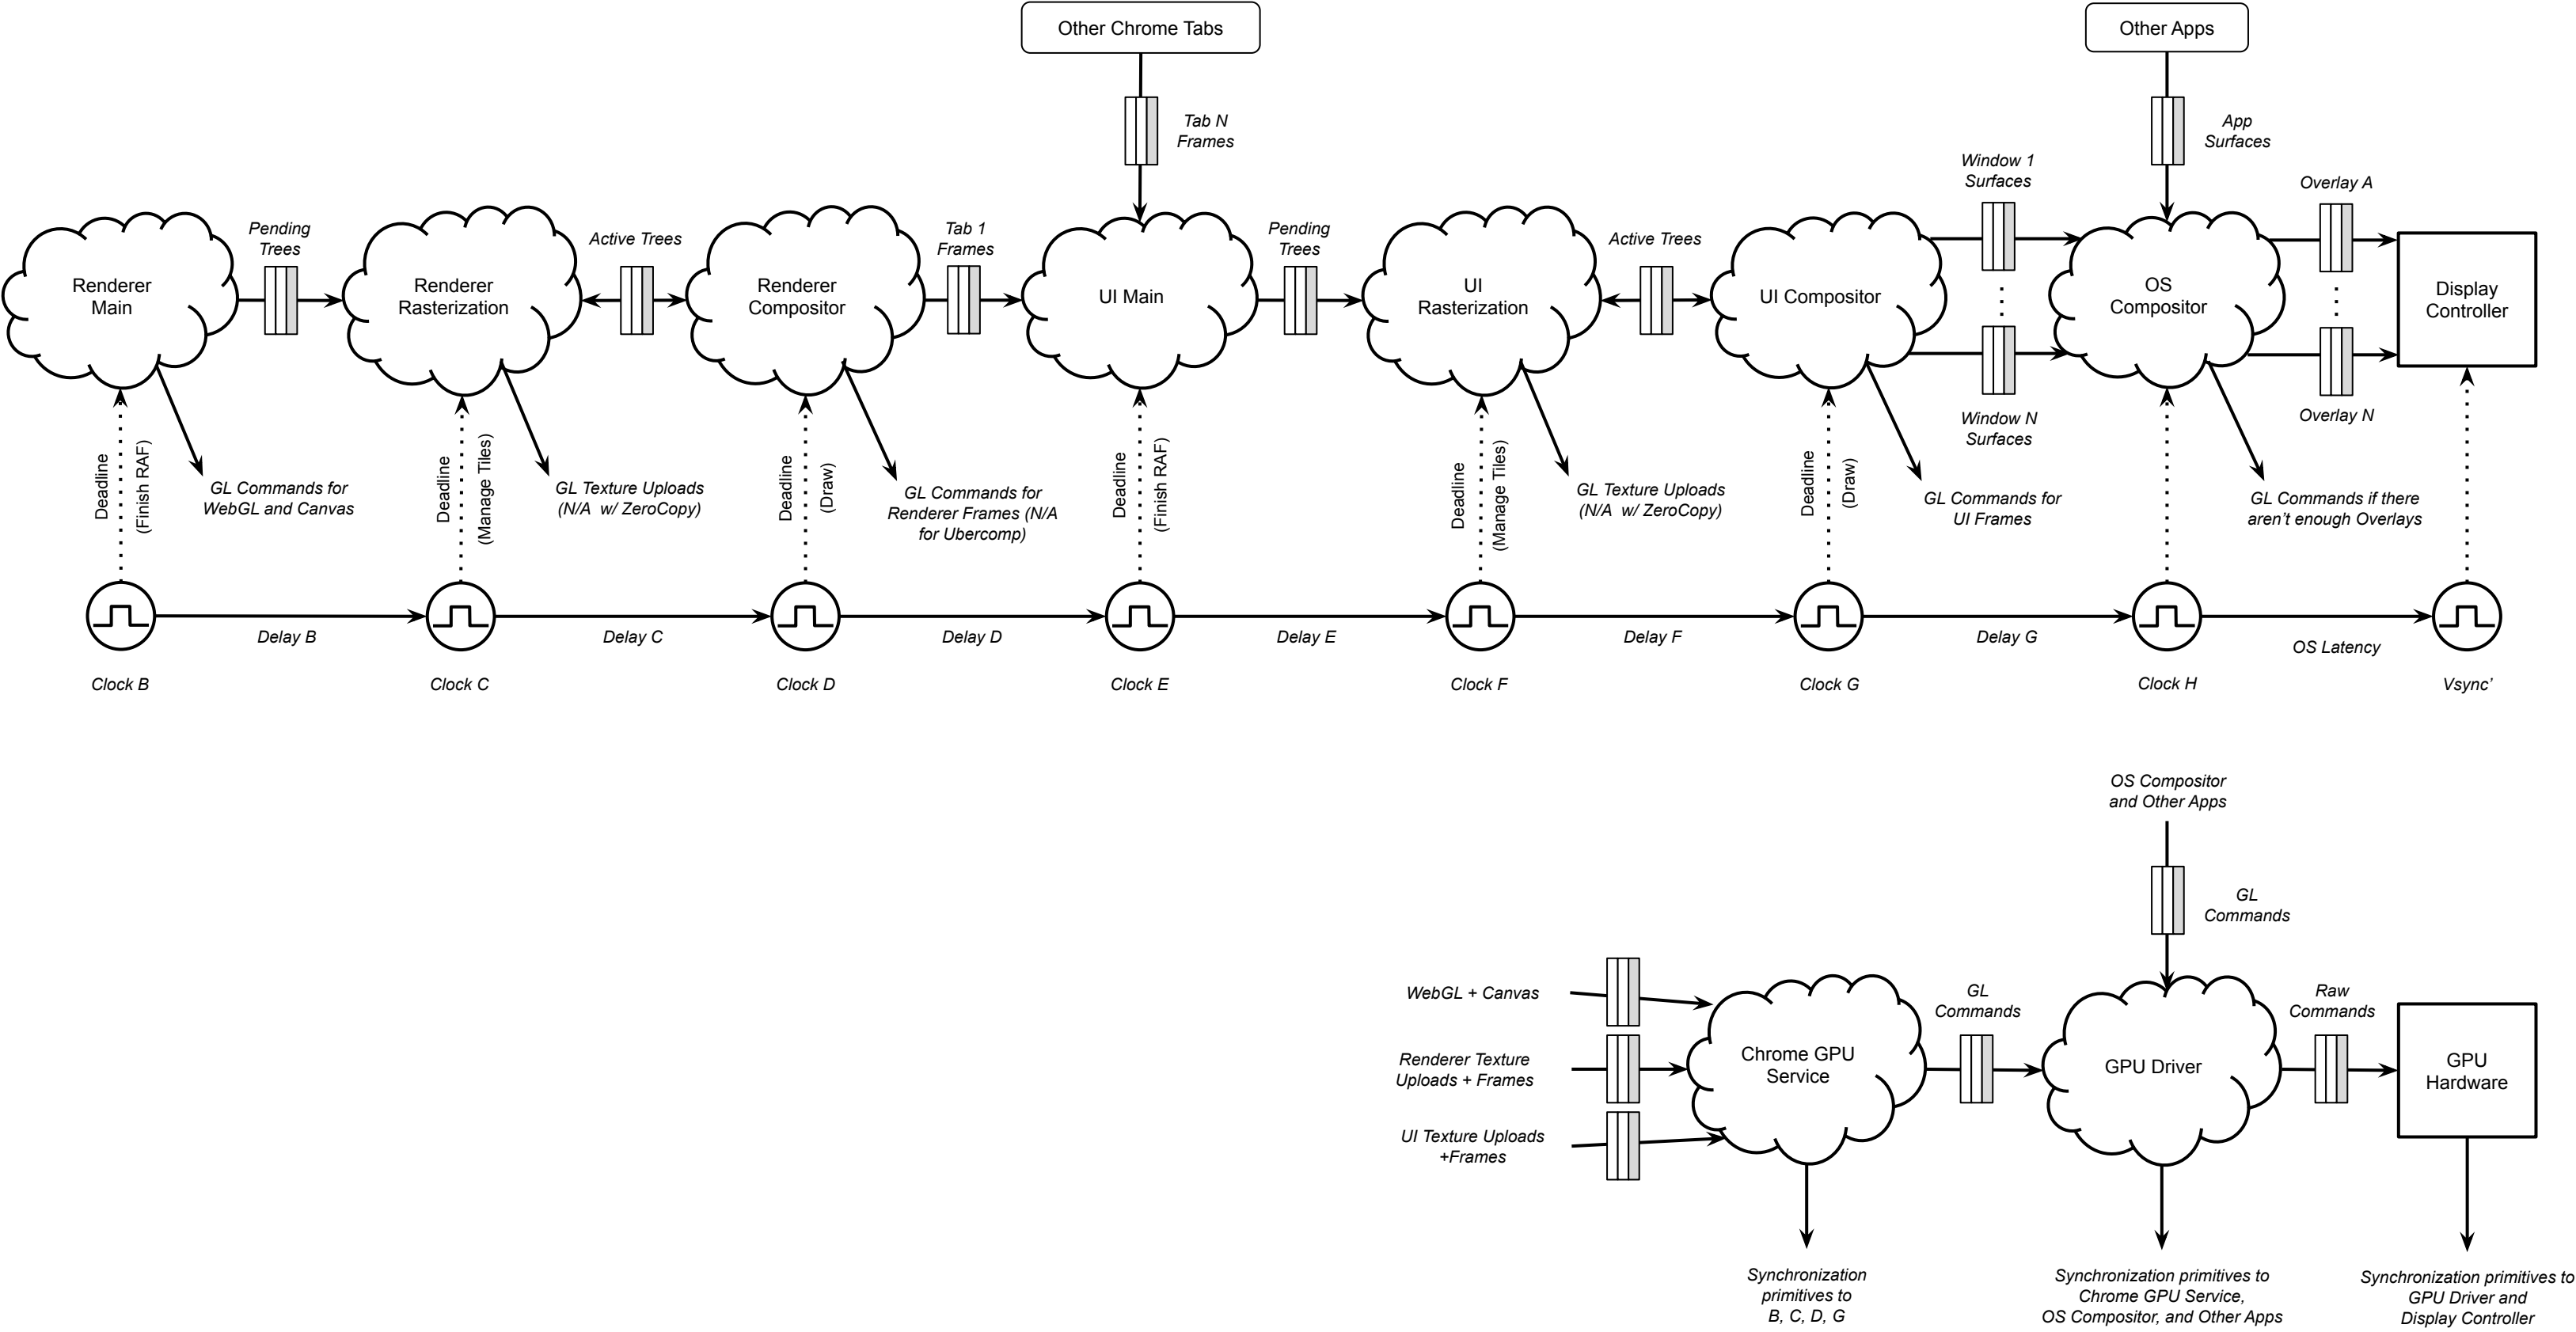 Other Chrome Tabs
Other Apps
Tab N
Frames
App
Surfaces
Window 1
Surfaces
Overlay A
Pending
Trees
Active Trees
Tab 1
Frames
Pending
Trees
Active Trees
Renderer
Main
Renderer
Rasterization
Renderer
Compositor
UI Main
UI
Rasterization
UI Compositor
OS
Compositor
Display
Controller
Window N
Surfaces
Overlay N
Deadline
(Finish RAF)
GL Commands for
WebGL and Canvas
Deadline
(Manage Tiles)
GL Texture Uploads
(N/A w/ ZeroCopy)
Deadline
(Draw)
GL Commands for
Renderer Frames (N/A
for Ubercomp)
Deadline
(Finish RAF)
Deadline
(Manage Tiles)
GL Texture Uploads
(N/A w/ ZeroCopy)
Deadline
(Draw)
GL Commands for
UI Frames
GL Commands if there
aren't enough Overlays
Delay B
Delay C
Delay D
Delay E
Delay F
Delay G
OS Latency
Clock B
Clock C
Clock D
Clock E
Clock F
Clock G
Clock H
Vsync'
OS Compositor
and Other Apps
GL
Commands
WebGL + Canvas
Renderer Texture
Uploads + Frames
UI Texture Uploads
+Frames
Chrome GPU
Service
GL
Commands
GPU Driver
Raw
Commands
GPU
Hardware
Synchronization
primitives to
B, C, D, G
Synchronization primitives to
Chrome GPU Service,
OS Compositor, and Other Apps
Synchronization primitives to
GPU Driver and
Display Controller